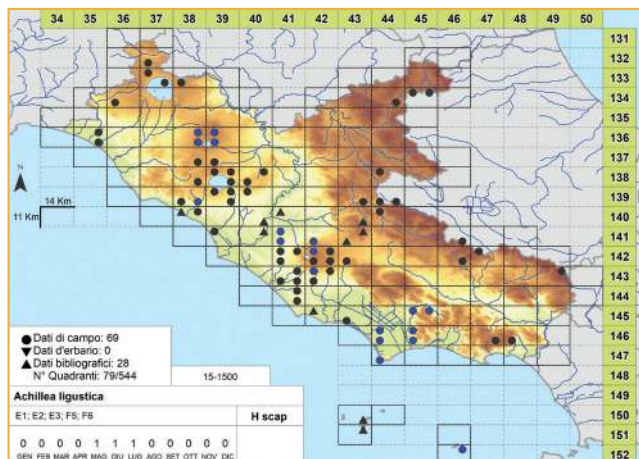 34 35 36 37 38 39 40 41 42 43 44 45 46 47 48 49 50
131
132
133
134
135
136
137
138
139
140
141
142
143
144
145
146
147
148
149
150
151
152
N
14 Km
11 Km
Dati di campo: 69
Dati d'erbario: 0
Dati bibliografici: 28
N° Quadranti: 79/544
15-1500
Achillea ligustica
E1; E2; E3; F5; F6
H scap
0 0 0 0 1 1 1 0 0 0 0 0
GEN FEB MAR APR MAG GIU LUG AGO SET OTT NOV DIC